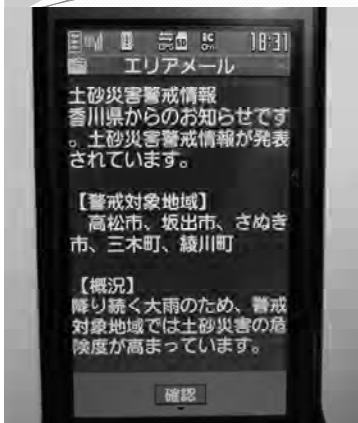 18:31
エリアメール
土砂災害警戒情報
香川県からのお知らせです
。土砂災害警戒情報が発表
されています。
【警戒対象地域】
高松市、坂出市、さぬき
市、三木町、綾川町
【概況】
降り続く大雨のため、警戒
対象地域では土砂災害の危
険度が高まっています。
確認